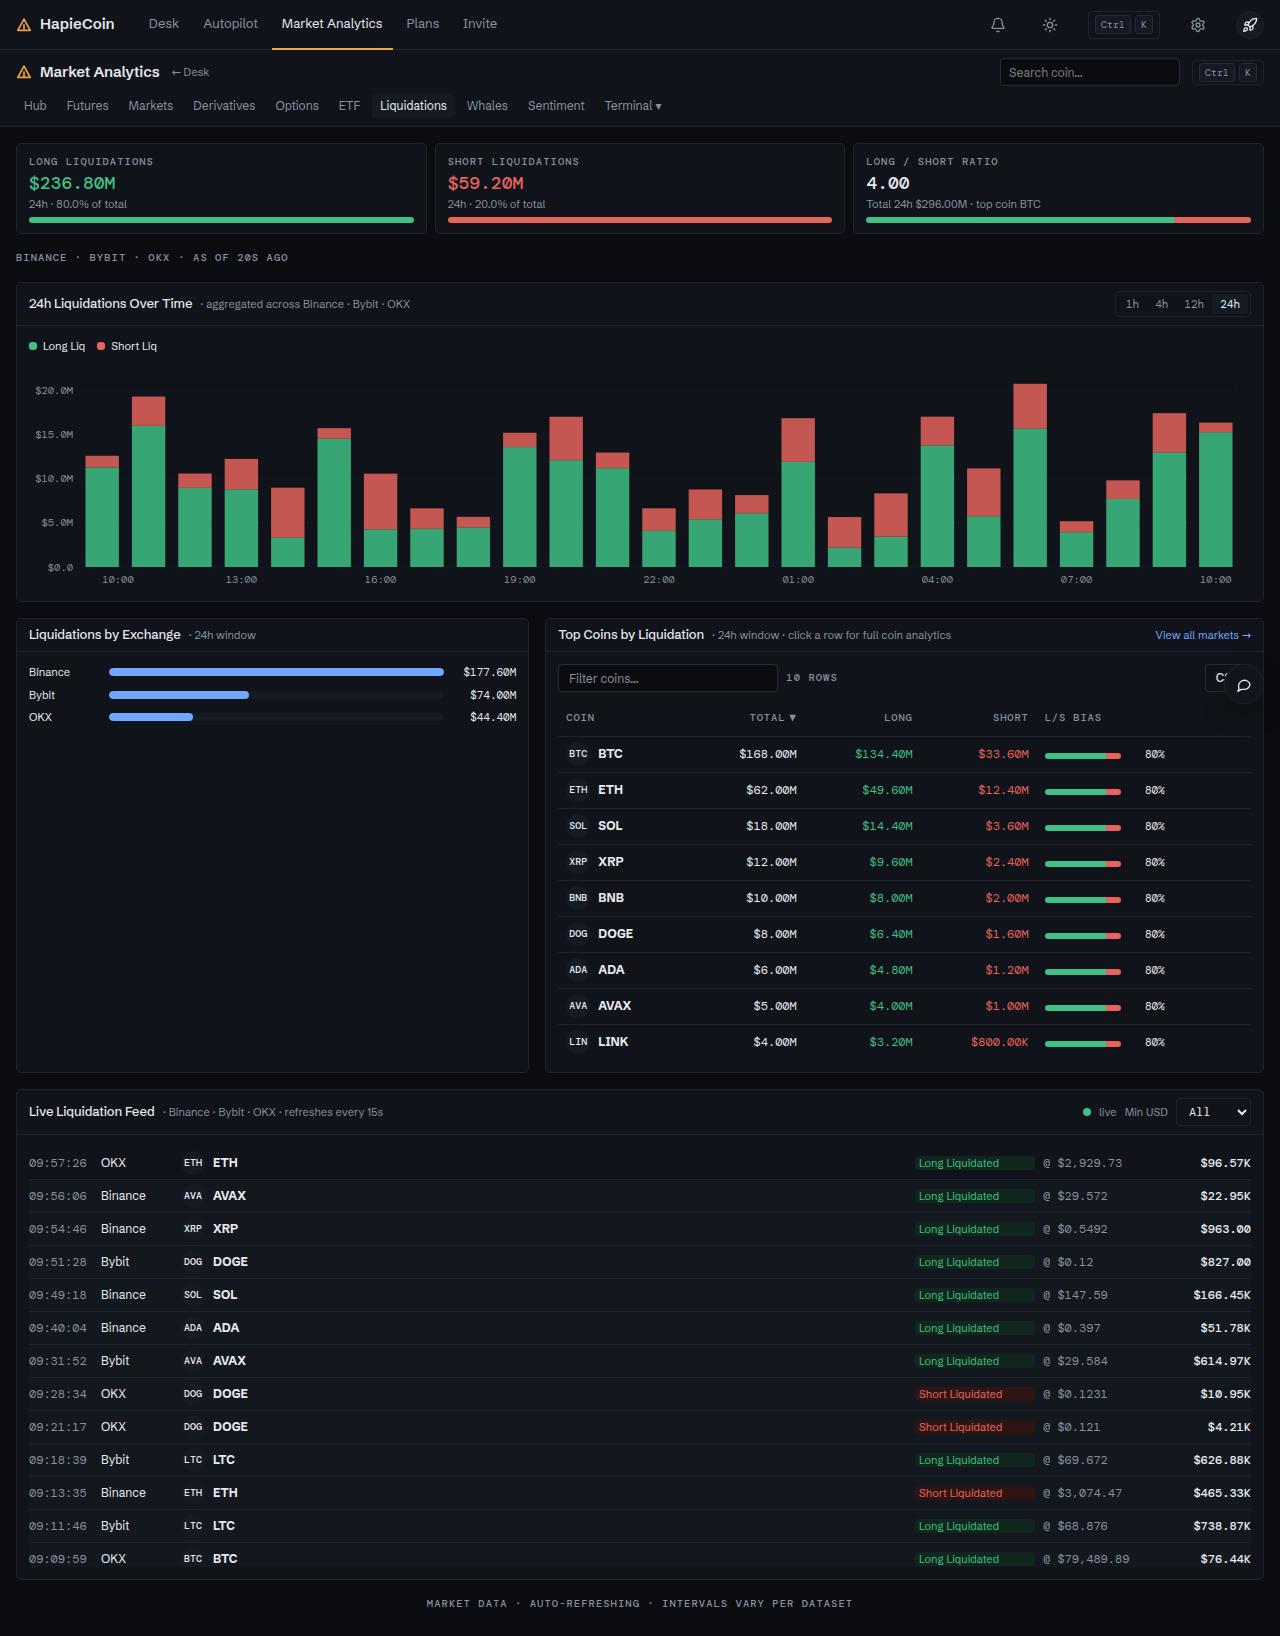 HapieCoin Desk Autopilot Market Analytics Plans Invite Ctrl K
Market Analytics ← Desk Search coin... Ctrl K
Hub Futures Markets Derivatives Options ETF Liquidations Whales Sentiment Terminal ▾
LONG LIQUIDATIONS
$236.80M
24h · 80.0% of total
SHORT LIQUIDATIONS
$59.20M
24h · 20.0% of total
LONG / SHORT RATIO
4.00
Total 24h $296.00M · top coin BTC
BINANCE · BYBIT · OKX · AS OF 20S AGO
24h Liquidations Over Time · aggregated across Binance · Bybit · OKX 1h 4h 12h 24h
Long Liq Short Liq
$20.0M
$15.0M
$10.0M
$5.0M
$0.0
10:00 13:00 16:00 19:00 22:00 01:00 04:00 07:00 10:00
Liquidations by Exchange · 24h window
Binance $177.60M
Bybit $74.00M
OKX $44.40M
Top Coins by Liquidation · 24h window · click a row for full coin analytics View all markets →
Filter coins... 10 ROWS
COIN TOTAL ▼ LONG SHORT L/S BIAS
BTC BTC $168.00M $134.40M $33.60M 80%
ETH ETH $62.00M $49.60M $12.40M 80%
SOL SOL $18.00M $14.40M $3.60M 80%
XRP XRP $12.00M $9.60M $2.40M 80%
BNB BNB $10.00M $8.00M $2.00M 80%
DOG DOGE $8.00M $6.40M $1.60M 80%
ADA ADA $6.00M $4.80M $1.20M 80%
AVA AVAX $5.00M $4.00M $1.00M 80%
LIN LINK $4.00M $3.20M $800.00K 80%
Live Liquidation Feed · Binance · Bybit · OKX · refreshes every 15s live Min USD All
09:57:26 OKX ETH ETH Long Liquidated @ $2,929.73 $96.57K
09:56:06 Binance AVA AVAX Long Liquidated @ $29.572 $22.95K
09:54:46 Binance XRP XRP Long Liquidated @ $0.5492 $963.00
09:51:28 Bybit DOG DOGE Long Liquidated @ $0.12 $827.00
09:49:18 Binance SOL SOL Long Liquidated @ $147.59 $166.45K
09:40:04 Binance ADA ADA Long Liquidated @ $0.397 $51.78K
09:31:52 Bybit AVA AVAX Long Liquidated @ $29.584 $614.97K
09:28:34 OKX DOG DOGE Short Liquidated @ $0.1231 $10.95K
09:21:17 OKX DOG DOGE Short Liquidated @ $0.121 $4.21K
09:18:39 Bybit LTC LTC Long Liquidated @ $69.672 $626.88K
09:13:35 Binance ETH ETH Short Liquidated @ $3,074.47 $465.33K
09:11:46 Bybit LTC LTC Long Liquidated @ $68.876 $738.87K
09:09:59 OKX BTC BTC Long Liquidated @ $79,489.89 $76.44K
MARKET DATA · AUTO-REFRESHING · INTERVALS VARY PER DATASET